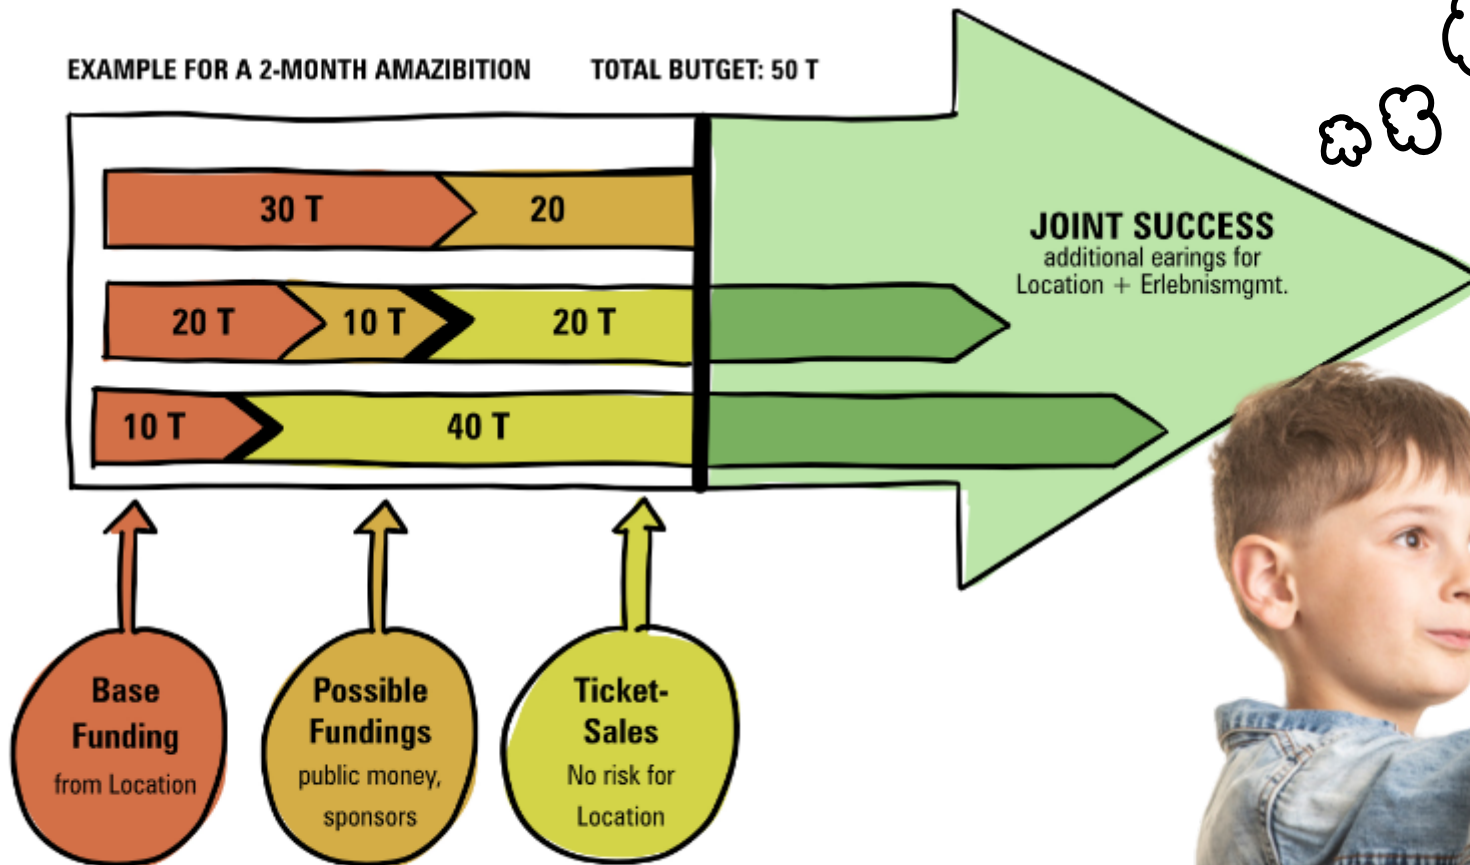 EXAMPLE FOR A 2-MONTH AMAZIBITION
TOTAL BUTGET: 50 T
30 T
20
20 T
10 T
20 T
10 T
40 T
JOINT SUCCESS
additional earings for
Location + Erlebnismgmt.
Base
Funding
from Location
Possible
Fundings
public money,
sponsors
Ticket-
Sales
No risk for
Location